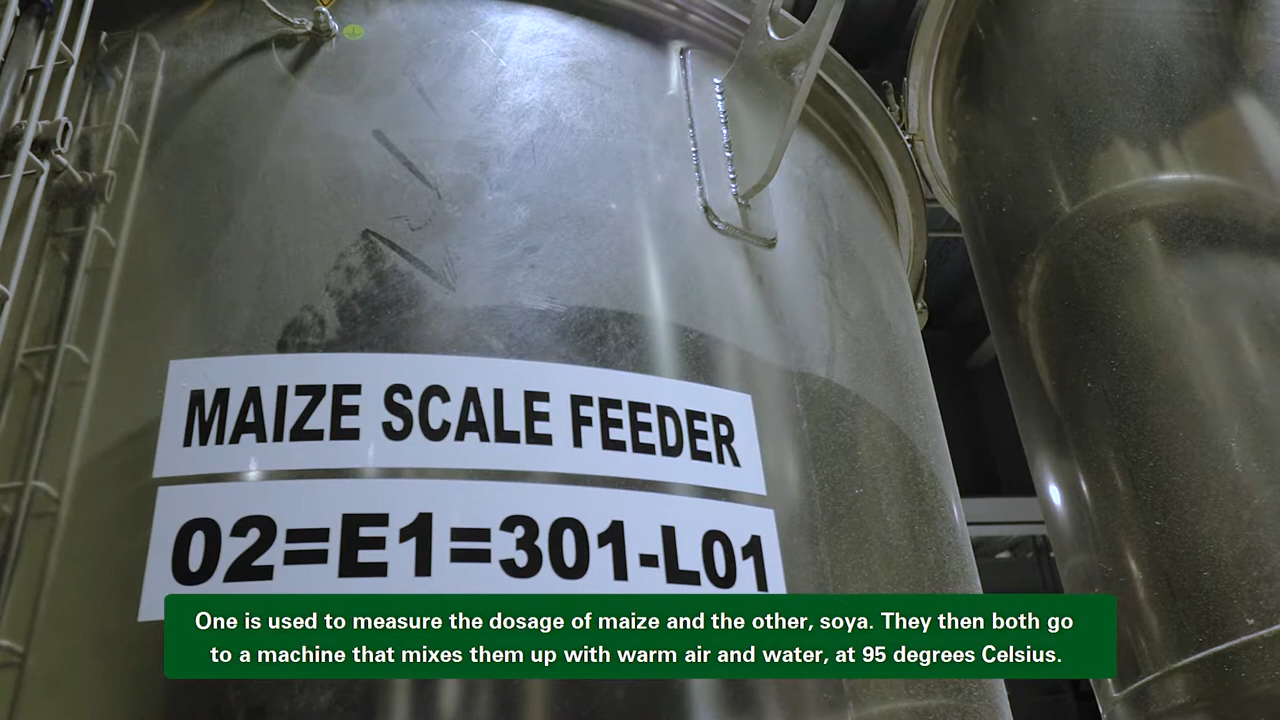 MAIZE SCALE FEEDER
02=E1=301-L01
One is used to measure the dosage of maize and the other, soya. They then both go
to a machine that mixes them up with warm air and water, at 95 degrees Celsius.